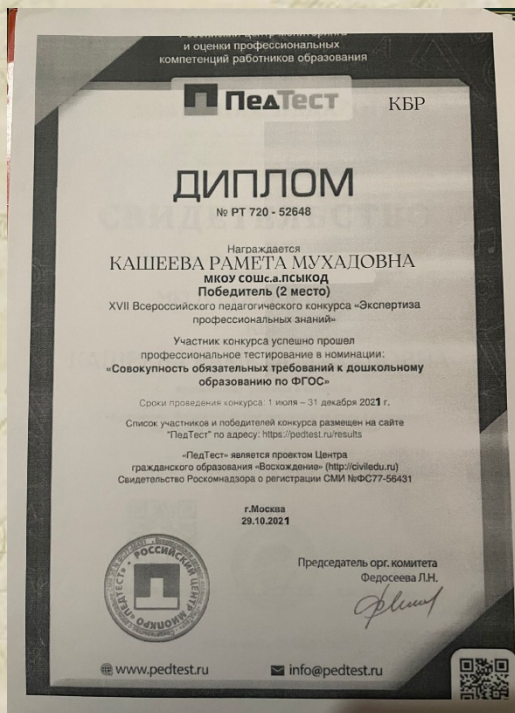 Российский центр мониторинга
и оценки профессиональных
компетенций работников образования
ПедТест
КБР
ДИПЛОМ
№ РТ 720 - 52648
Награждается
КАШЕЕВА РАМЕТА МУХАДОВНА
МКОУ СОШс.а.ПСЫКОД
Победитель (2 место)
XVII Всероссийского педагогического конкурса «Экспертиза
профессиональных знаний»
Участник конкурса успешно прошел
профессиональное тестирование в номинации:
«Совокупность обязательных требований к дошкольному
образованию по ФГОС»
Сроки проведения конкурса: 1 июля – 31 декабря 2021 г.
Список участников и победителей конкурса размещен на сайте
"ПедТест" по адресу: https://pedtest.ru/results
«ПедТест» является проектом Центра
гражданского образования «Восхождение» (http://civiledu.ru)
Свидетельство Роскомнадзора о регистрации СМИ №ФС77-56431
г.Москва
29.10.2021
Председатель орг. комитета
Федосеева Л.Н.
РОССИЙСКИЙ ЦЕНТР МИОПКРО «ПЕДТЕСТ»
www.pedtest.ru
info@pedtest.ru